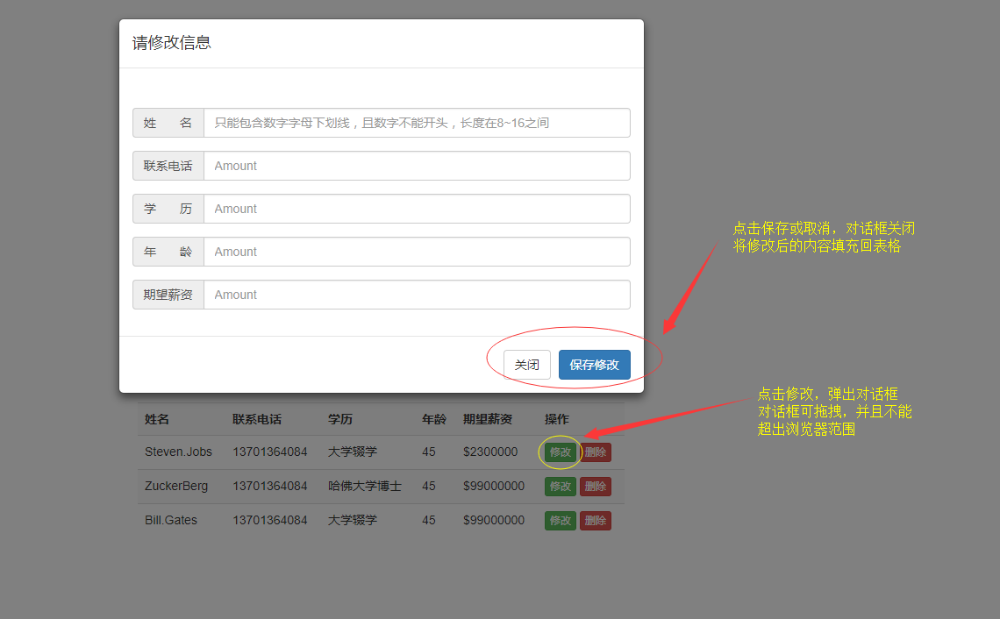 请修改信息
姓 名 只能包含数字字母下划线，且数字不能开头，长度在8~16之间
联系电话 Amount
学 历 Amount
年 龄 Amount
期望薪资 Amount
点击保存或取消，对话框关闭
将修改后的内容填充回表格
关闭 保存修改
点击修改，弹出对话框
对话框可拖拽，并且不能
超出浏览器范围
姓名 联系电话 学历 年龄 期望薪资 操作
Steven.Jobs 13701364084 大学辍学 45 $2300000 修改 删除
ZuckerBerg 13701364084 哈佛大学博士 45 $99000000 修改 删除
Bill.Gates 13701364084 大学辍学 45 $99000000 修改 删除